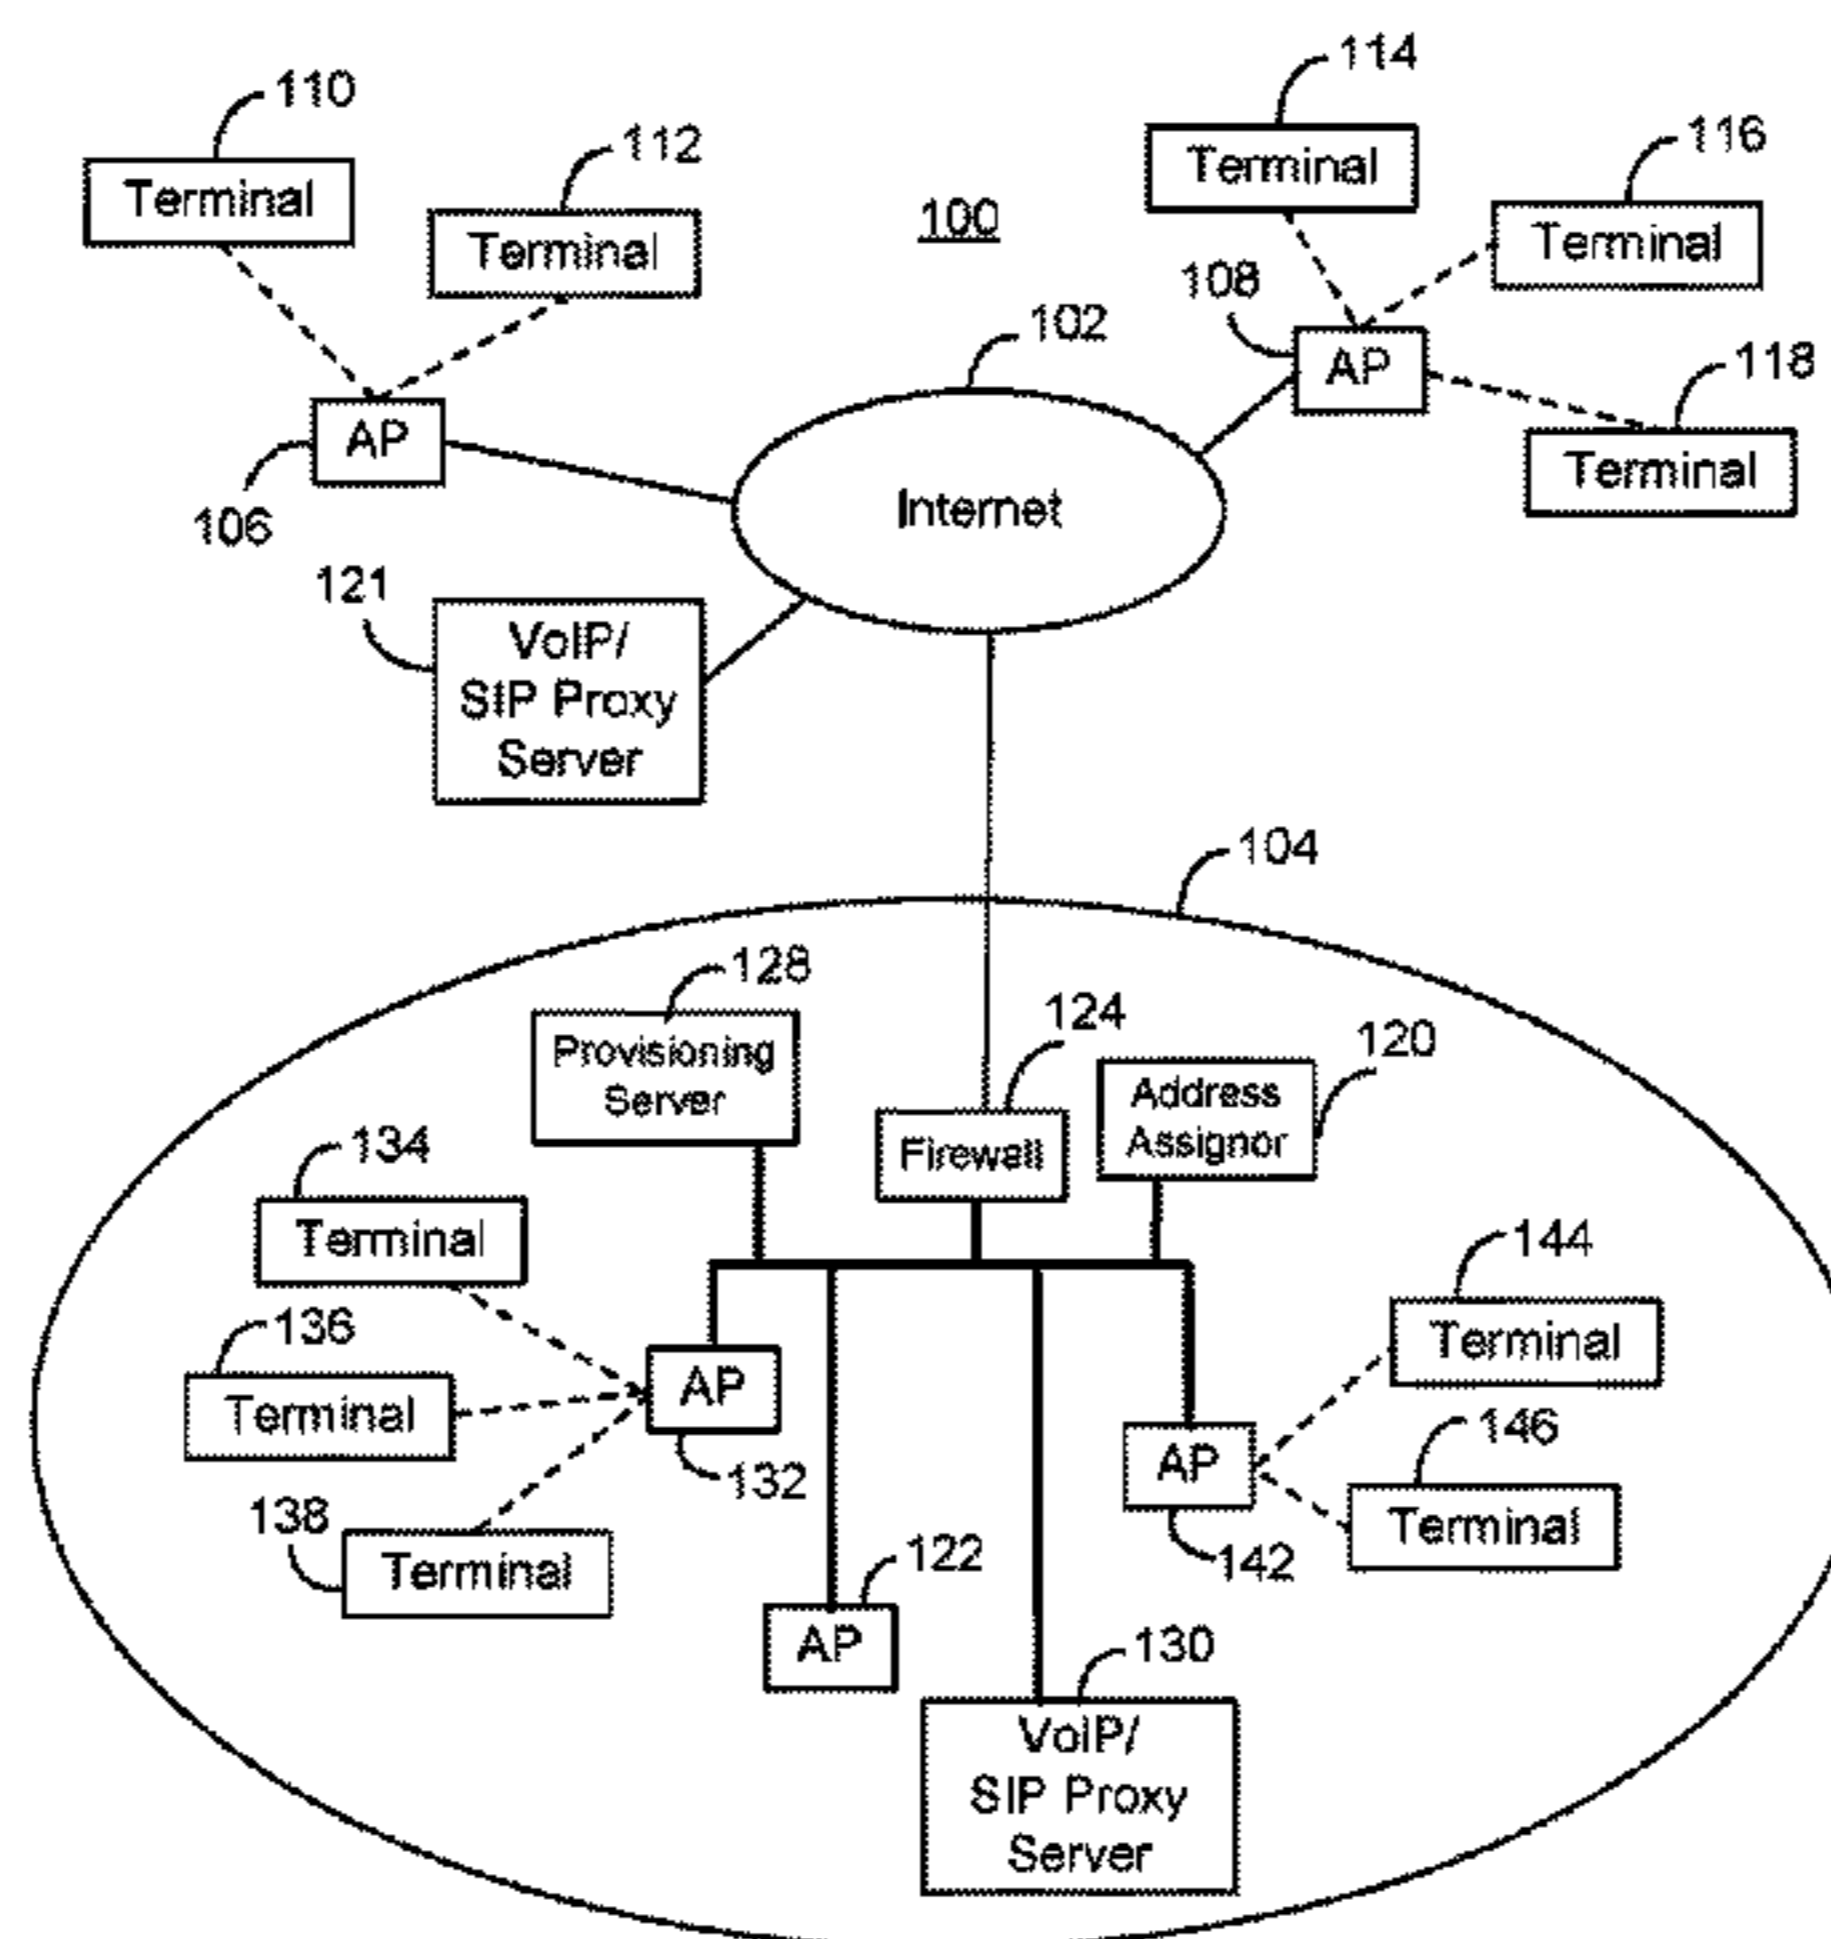 110
Terminal
112
Terminal
100
114
Terminal
116
Terminal
108
AP
118
Terminal
102
Internet
AP
106
121
VoIP/
SIP Proxy
Server
104
128
Provisioning
Server
124
Firewall
120
Address
Assignor
134
Terminal
136
Terminal
138
Terminal
AP
132
122
AP
144
Terminal
146
Terminal
AP
142
130
VoIP/
SIP Proxy
Server